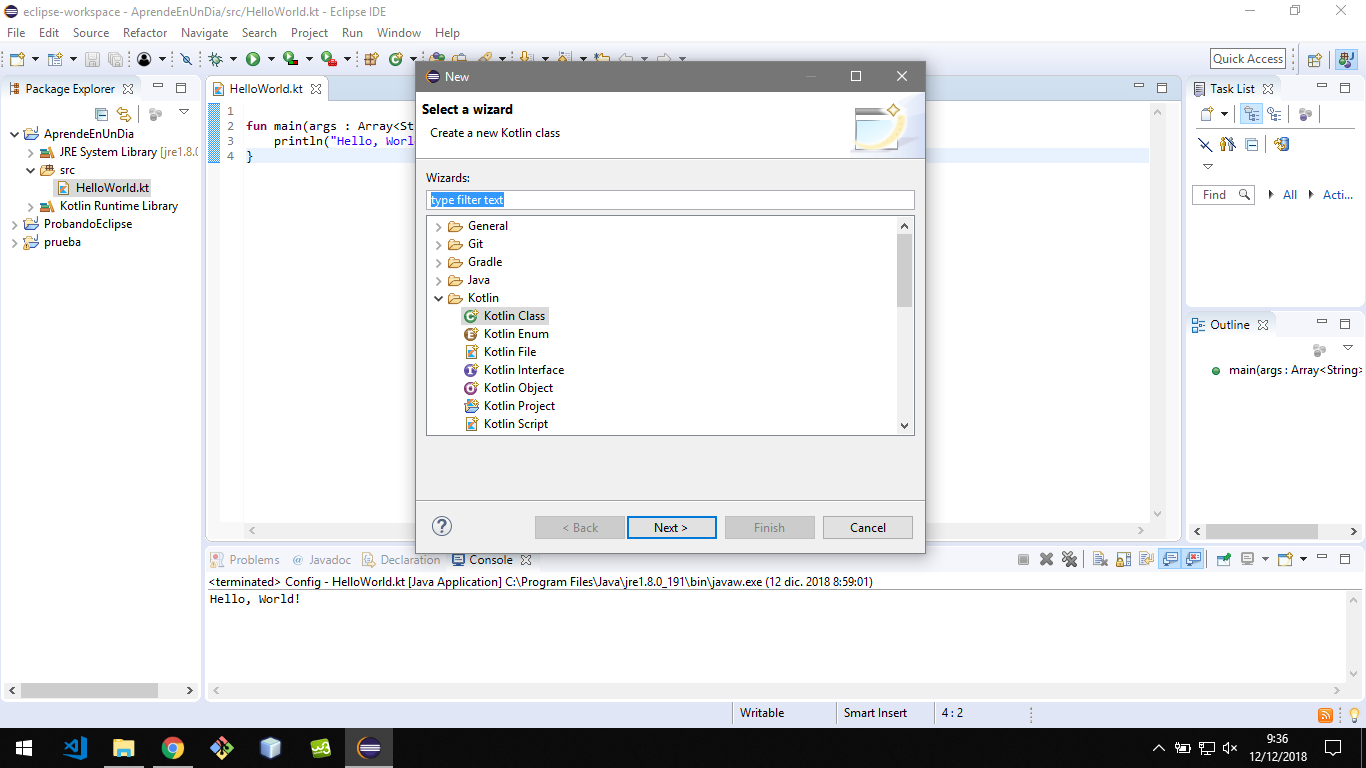 eclipse-workspace - AprendeEnUnDia/src/HelloWorld.kt - Eclipse IDE
File Edit Source Refactor Navigate Search Project Run Window Help
Quick Access
Package Explorer
AprendeEnUnDia
JRE System Library [jre1.8.0
src
HelloWorld.kt
Kotlin Runtime Library
ProbandoEclipse
prueba
HelloWorld.kt
1
2 fun main(args : Array<St
3 println("Hello, Worl
4 }
New
Select a wizard
Create a new Kotlin class
Wizards:
type filter text
General
Git
Gradle
Java
Kotlin
Kotlin Class
Kotlin Enum
Kotlin File
Kotlin Interface
Kotlin Object
Kotlin Project
Kotlin Script
< Back Next > Finish Cancel
Task List
Find All Acti...
Outline
main(args : Array<String>
Problems @ Javadoc Declaration Console
<terminated> Config - HelloWorld.kt [Java Application] C:\Program Files\Java\jre1.8.0_191\bin\javaw.exe (12 dic. 2018 8:59:01)
Hello, World!
Writable Smart Insert 4 : 2
9:36
12/12/2018